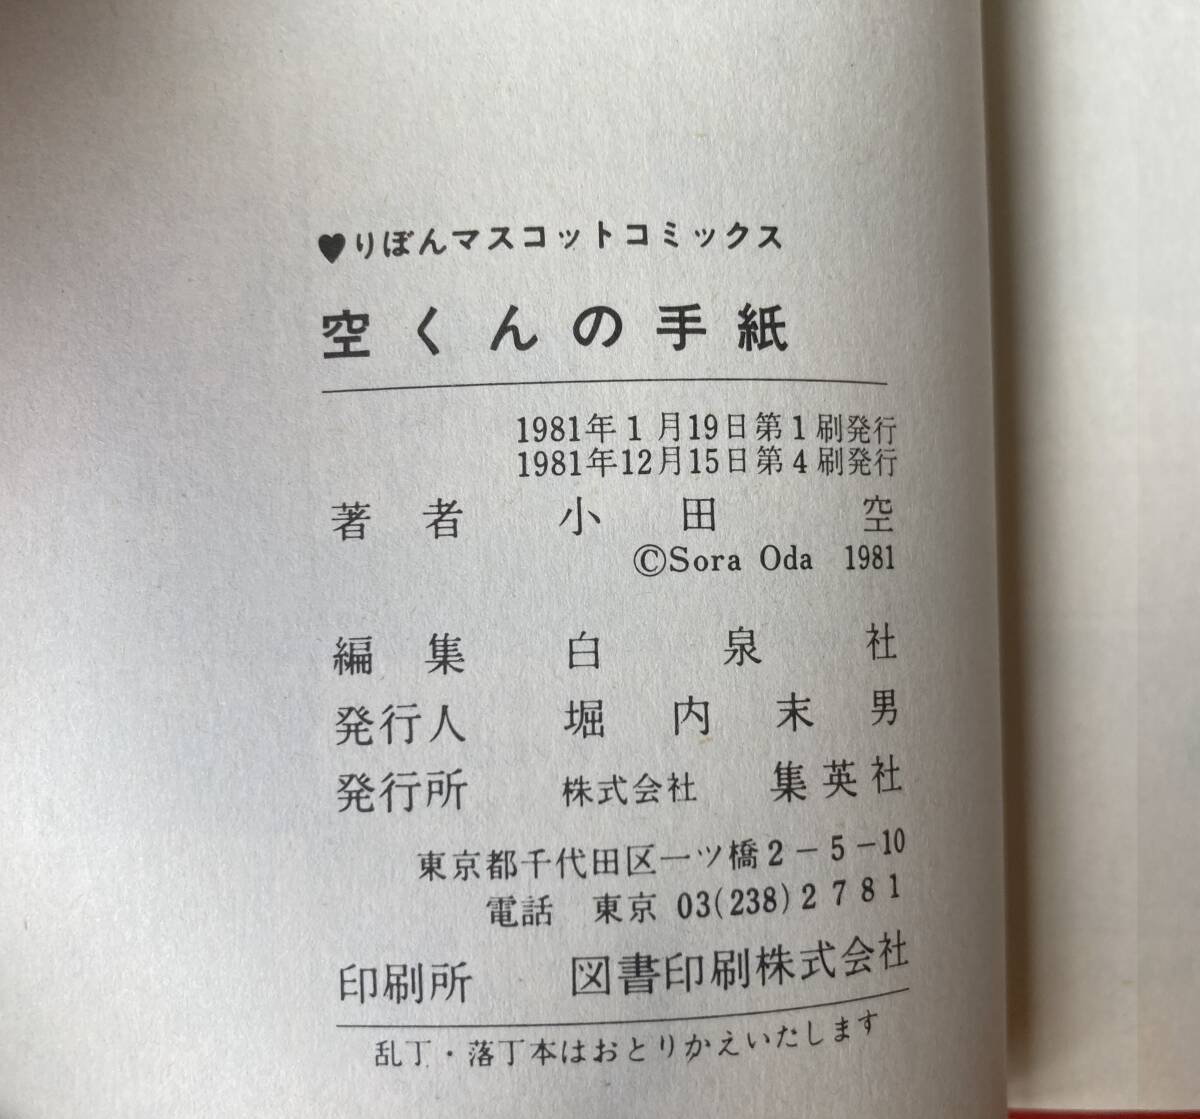 ♥りぼんマスコットコミックス
空くんの手紙
1981年1月19日第1刷発行
1981年12月15日第4刷発行
著者 小田空
©Sora Oda 1981
編集 白泉社
発行人 堀内末男
発行所 株式会社 集英社
東京都千代田区一ツ橋2-5-10
電話 東京 03(238)2781
印刷所 図書印刷株式会社
乱丁・落丁本はおとりかえいたします